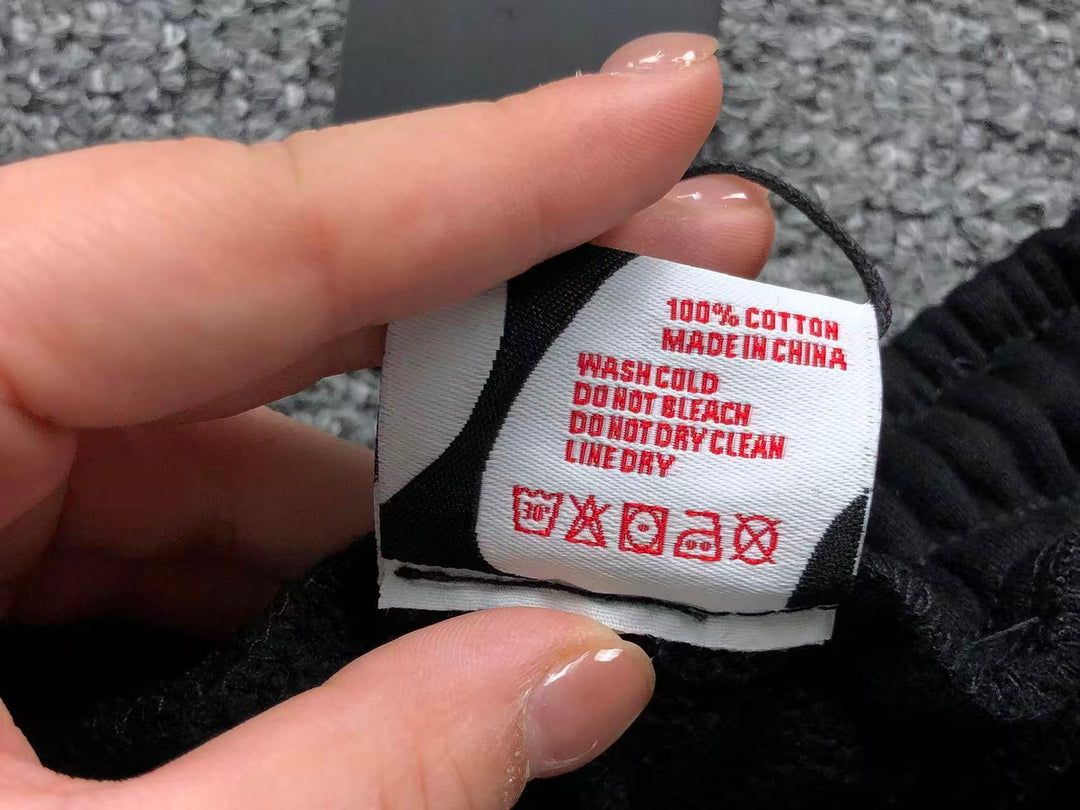 100% COTTON
MADE IN CHINA
WASH COLD
DO NOT BLEACH
DO NOT DRY CLEAN
LINE DRY
30°